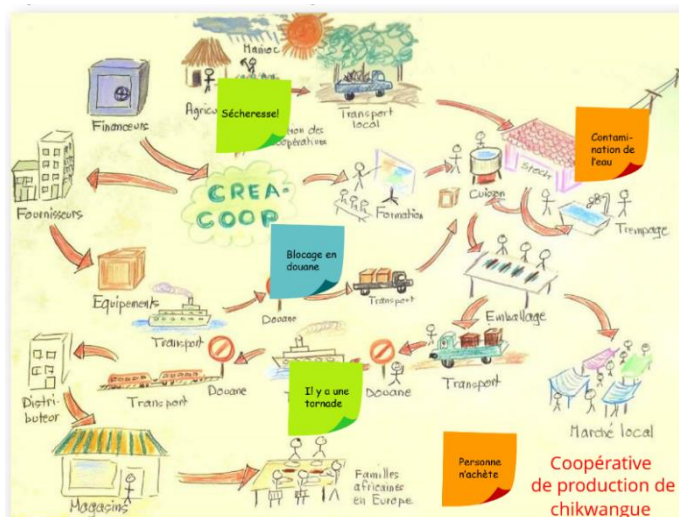 Manioc
Financeurs
Sécheressel
Transport
local
Contami-
nation de
l'eau
Stock
CREA-
COOP
Formation
Cuisson
Fournisseurs
Trempage
Blocage en
douane
Equipements
Transport
Douane
Transport
Emballage
Distri-
buteur
Transport
Douane
Il y a une
tornade
Douane
Transport
Marché local
Magasins
Familles
africaines
en Europe
Personne
n'achète
Coopérative
de production de
chikwangue